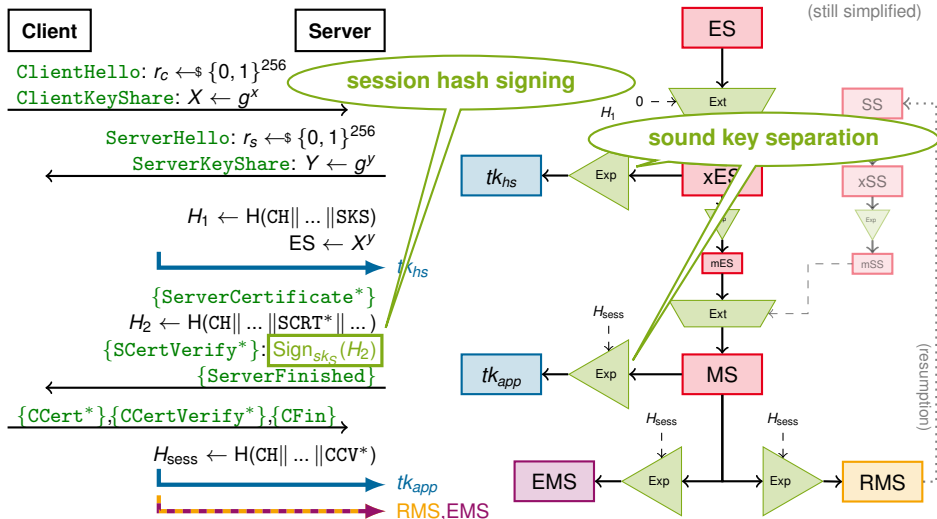 Client
Server
ClientHello: r_c ←$ {0, 1}^256
ClientKeyShare: X ← g^x
ServerHello: r_s ←$ {0, 1}^256
ServerKeyShare: Y ← g^y
H_1 ← H(CH‖ ... ‖SKS)
ES ← X^y
tk_hs
{ServerCertificate*}
H_2 ← H(CH‖ ... ‖SCRT*‖ ...)
{SCertVerify*}: Sign_{sk_S}(H_2)
{ServerFinished}
{CCert*},{CCertVerify*},{CFin}
H_sess ← H(CH‖ ... ‖CCV*)
tk_app
RMS,EMS
session hash signing
sound key separation
(still simplified)
ES
0
Ext
H_1
SS
tk_hs
Exp
xES
xSS
Exp
mES
mSS
Ext
H_sess
tk_app
Exp
MS
(resumption)
H_sess
H_sess
EMS
Exp
Exp
RMS